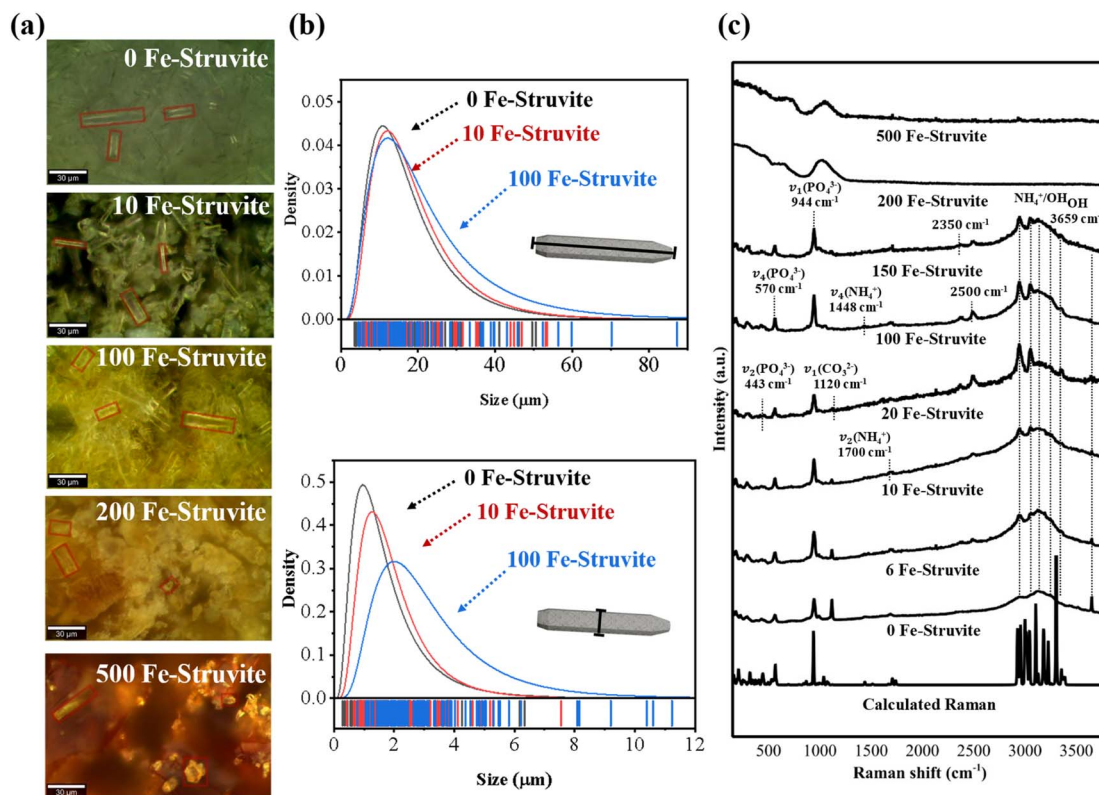 (a)
0 Fe-Struvite
30 μm
10 Fe-Struvite
30 μm
100 Fe-Struvite
30 μm
200 Fe-Struvite
30 μm
500 Fe-Struvite
30 μm
(b)
0.05
0.04
0.03
0.02
0.01
0.00
Density
0 Fe-Struvite
10 Fe-Struvite
100 Fe-Struvite
0 20 40 60 80
Size (μm)
0.5
0.4
0.3
0.2
0.1
0.0
Density
0 Fe-Struvite
10 Fe-Struvite
100 Fe-Struvite
0 2 4 6 8 10 12
Size (μm)
(c)
Intensity (a.u.)
500 Fe-Struvite
200 Fe-Struvite
ν₁(PO₄³⁻)
944 cm⁻¹
NH₄⁺/OH
OH
2350 cm⁻¹
3659 cm⁻
150 Fe-Struvite
ν₄(PO₄³⁻)
570 cm⁻¹
ν₄(NH₄⁺)
1448 cm⁻¹
2500 cm⁻¹
100 Fe-Struvite
ν₂(PO₄³⁻)
443 cm⁻¹
ν₁(CO₃²⁻)
1120 cm⁻¹
20 Fe-Struvite
ν₂(NH₄⁺)
1700 cm⁻¹
10 Fe-Struvite
6 Fe-Struvite
0 Fe-Struvite
Calculated Raman
500 1000 1500 2000 2500 3000 3500
Raman shift (cm⁻¹)